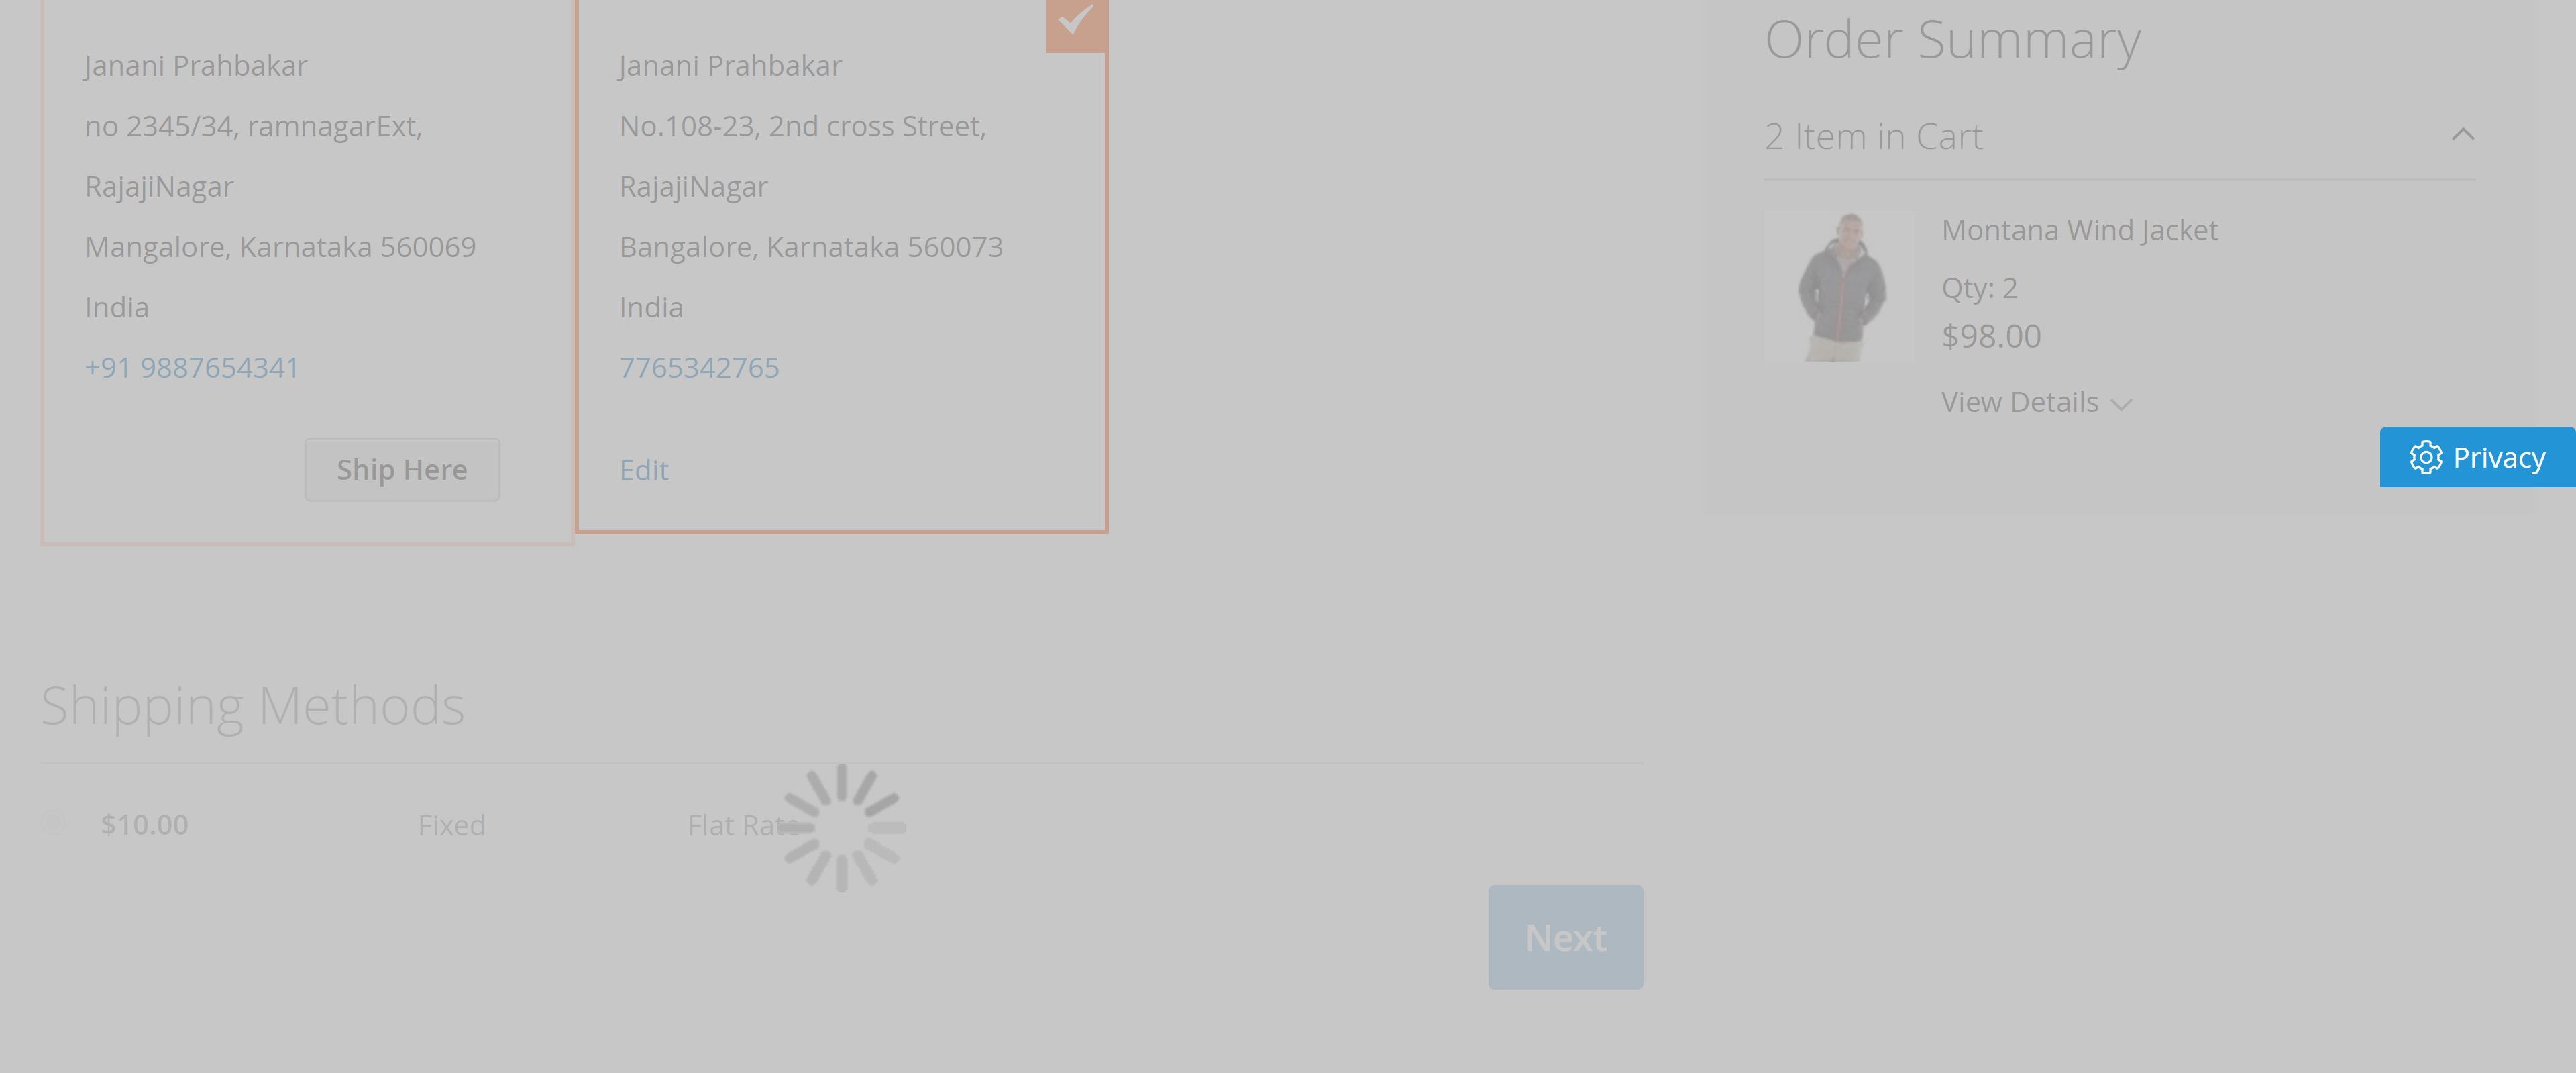 Janani Prahbakar
no 2345/34, ramnagarExt,
RajajiNagar
Mangalore, Karnataka 560069
India
+91 9887654341
Ship Here
Janani Prahbakar
No.108-23, 2nd cross Street,
RajajiNagar
Bangalore, Karnataka 560073
India
7765342765
Edit
Order Summary
2 Item in Cart
Montana Wind Jacket
Qty: 2
$98.00
View Details
Privacy
Shipping Methods
$10.00 Fixed Flat Rate
Next